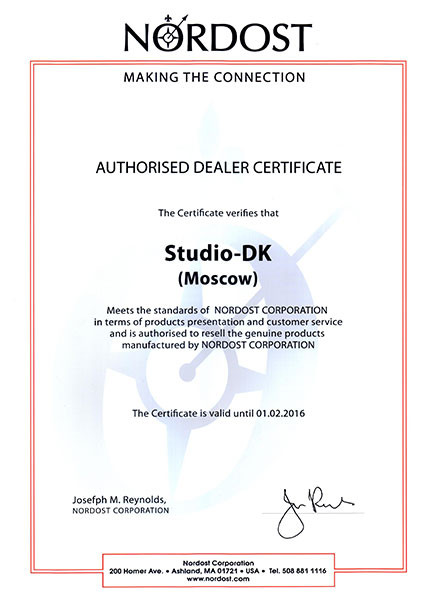 NORDOST
MAKING THE CONNECTION
AUTHORISED DEALER CERTIFICATE
The Certificate verifies that
Studio-DK
(Moscow)
Meets the standards of NORDOST CORPORATION
in terms of products presentation and customer service
and is authorised to resell the genuine products
manufactured by NORDOST CORPORATION
The Certificate is valid until 01.02.2016
Josefph M. Reynolds,
NORDOST CORPORATION
Nordost Corporation
200 Homer Ave. • Ashland, MA 01721 • USA • Tel. 508 881 1116
www.nordost.com